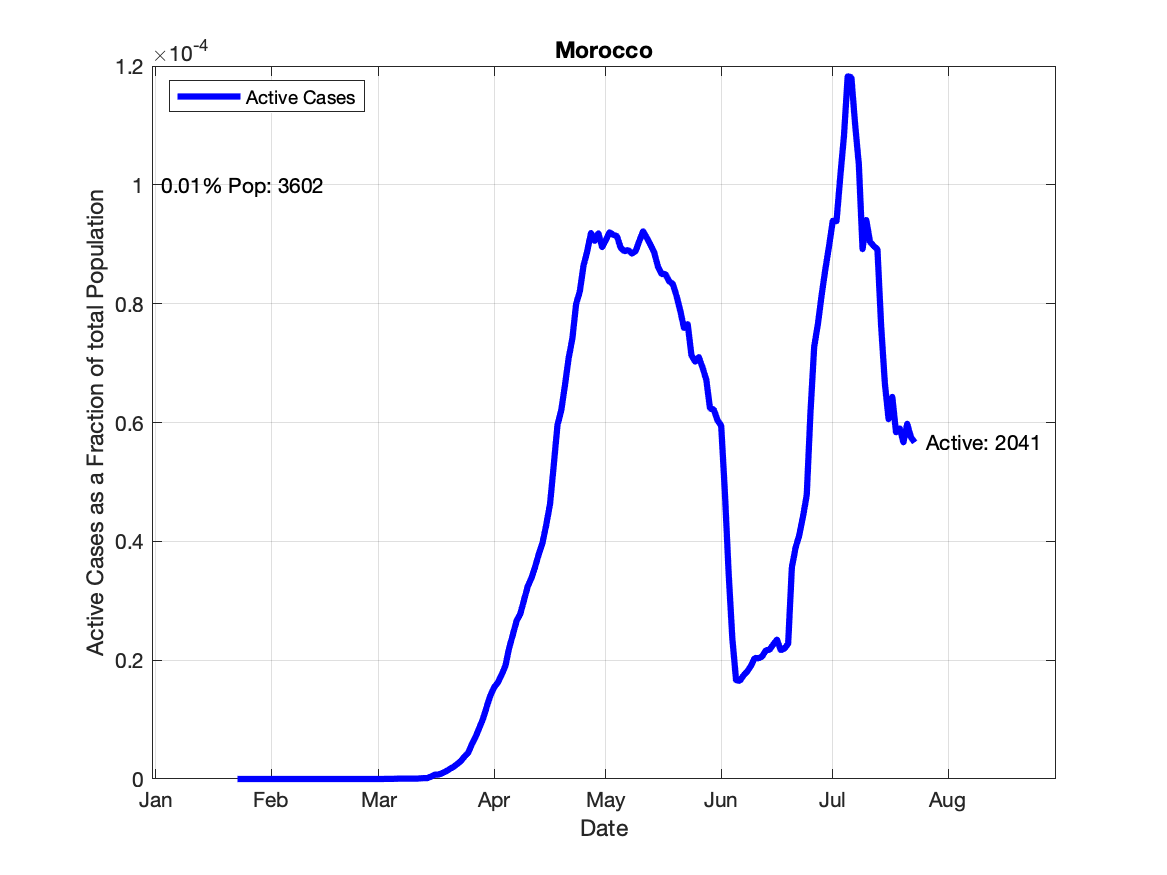 Morocco
×10-4
1.2
1
0.8
0.6
0.4
0.2
0
Active Cases
0.01% Pop: 3602
Active: 2041
Active Cases as a Fraction of total Population
Jan Feb Mar Apr May Jun Jul Aug
Date